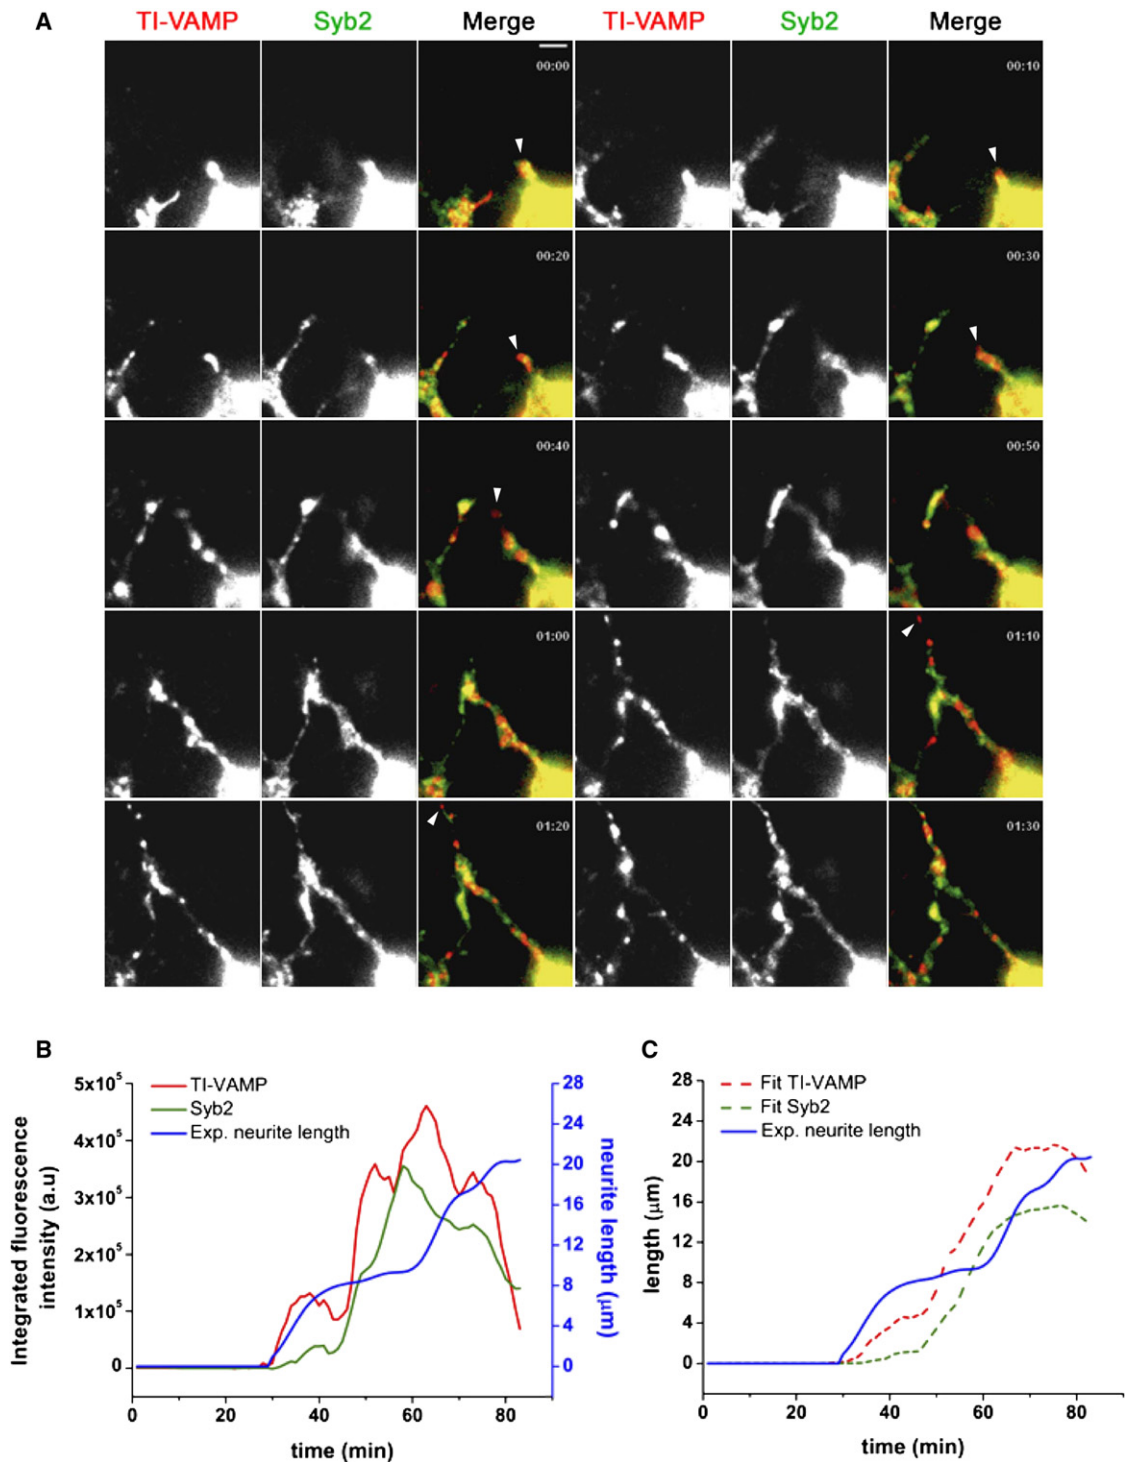 A
TI-VAMP Syb2 Merge TI-VAMP Syb2 Merge
00:00 00:10
00:20 00:30
00:40 00:50
01:00 01:10
01:20 01:30
B
5x10⁵
4x10⁵
3x10⁵
2x10⁵
1x10⁵
0
Integrated fluorescence
intensity (a.u)
TI-VAMP
Syb2
Exp. neurite length
28
24
20
16
12
8
4
0
neurite length (μm)
0 20 40 60 80
time (min)
C
28
24
20
16
12
8
4
0
length (μm)
Fit TI-VAMP
Fit Syb2
Exp. neurite length
0 20 40 60 80
time (min)